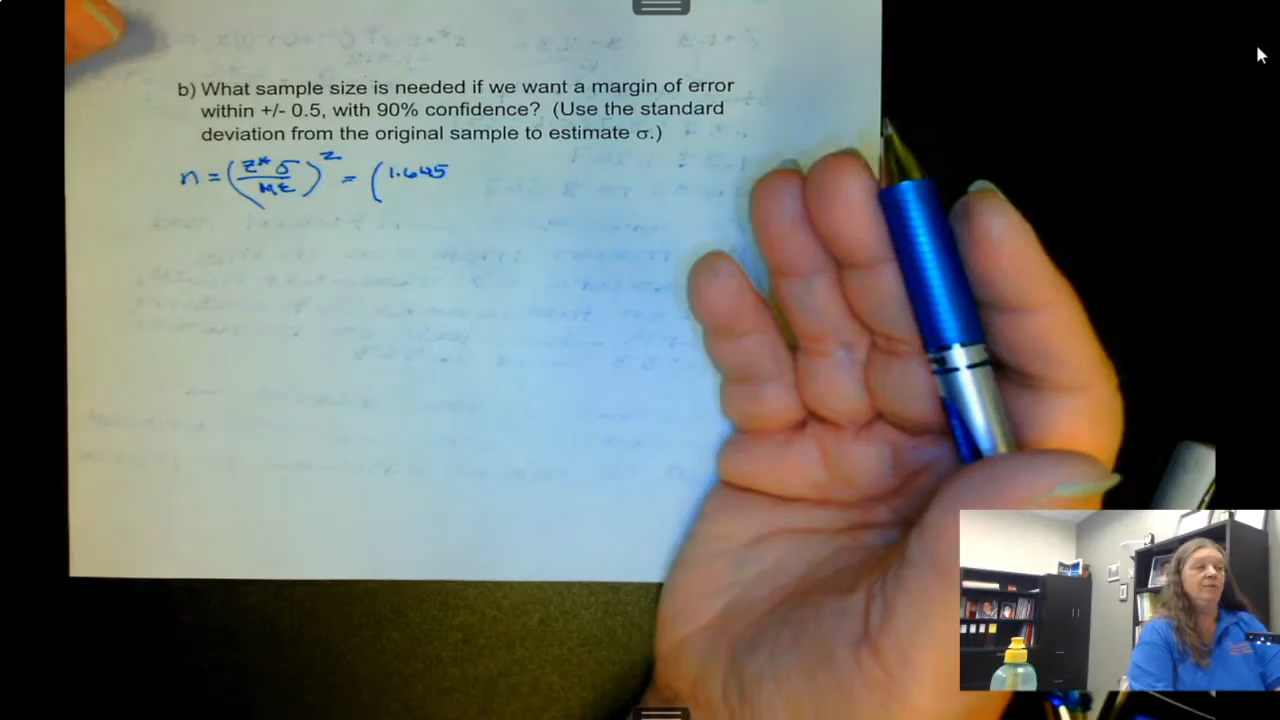 b) What sample size is needed if we want a margin of error
within +/- 0.5, with 90% confidence? (Use the standard
deviation from the original sample to estimate σ.)
n = (z* σ / ME)² = (1.645